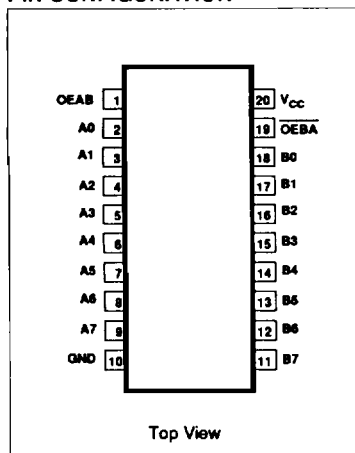 OEAB 1 20 VCC
A0 2 19 OEBA
A1 3 18 B0
A2 4 17 B1
A3 5 16 B2
A4 6 15 B3
A5 7 14 B4
A6 8 13 B5
A7 9 12 B6
GND 10 11 B7
Top View